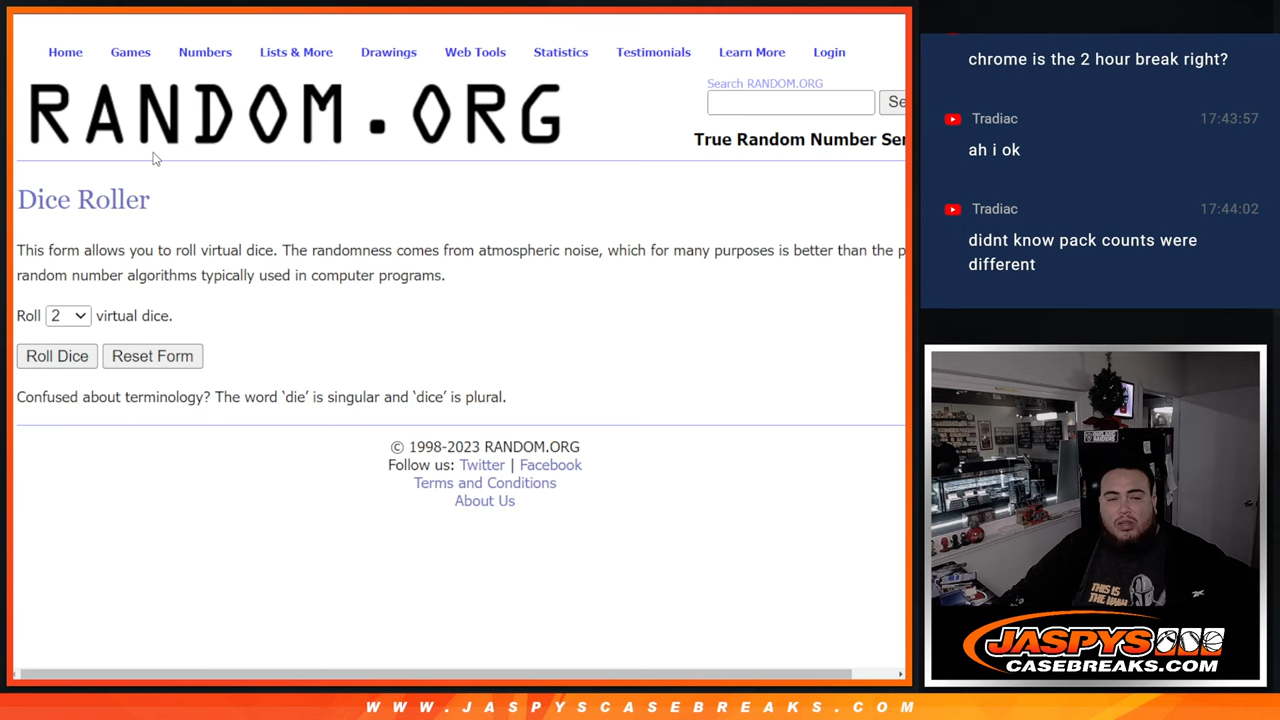 Home Games Numbers Lists & More Drawings Web Tools Statistics Testimonials Learn More Login
RANDOM.ORG
Search RANDOM.ORG
Se
True Random Number Ser
Dice Roller
This form allows you to roll virtual dice. The randomness comes from atmospheric noise, which for many purposes is better than the p
random number algorithms typically used in computer programs.
Roll 2 virtual dice.
Roll Dice Reset Form
Confused about terminology? The word ‘die’ is singular and ‘dice’ is plural.
© 1998-2023 RANDOM.ORG
Follow us: Twitter | Facebook
Terms and Conditions
About Us
chrome is the 2 hour break right?
Tradiac 17:43:57
ah i ok
Tradiac 17:44:02
didnt know pack counts were
different
THIS IS
JASPYS
CASEBREAKS.COM
WWW.JASPYSCASEBREAKS.COM